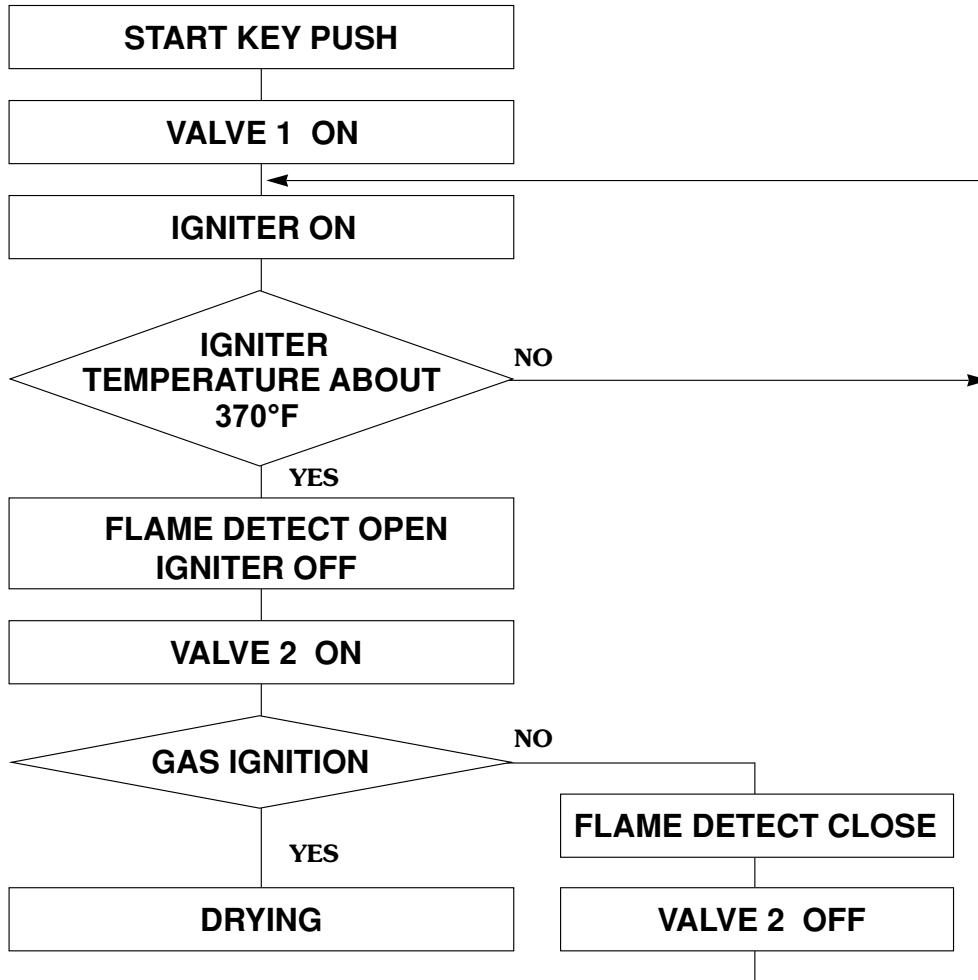 START KEY PUSH
VALVE 1 ON
IGNITER ON
IGNITER
TEMPERATURE ABOUT
370°F
NO
YES
FLAME DETECT OPEN
IGNITER OFF
VALVE 2 ON
GAS IGNITION
NO
YES
FLAME DETECT CLOSE
DRYING
VALVE 2 OFF